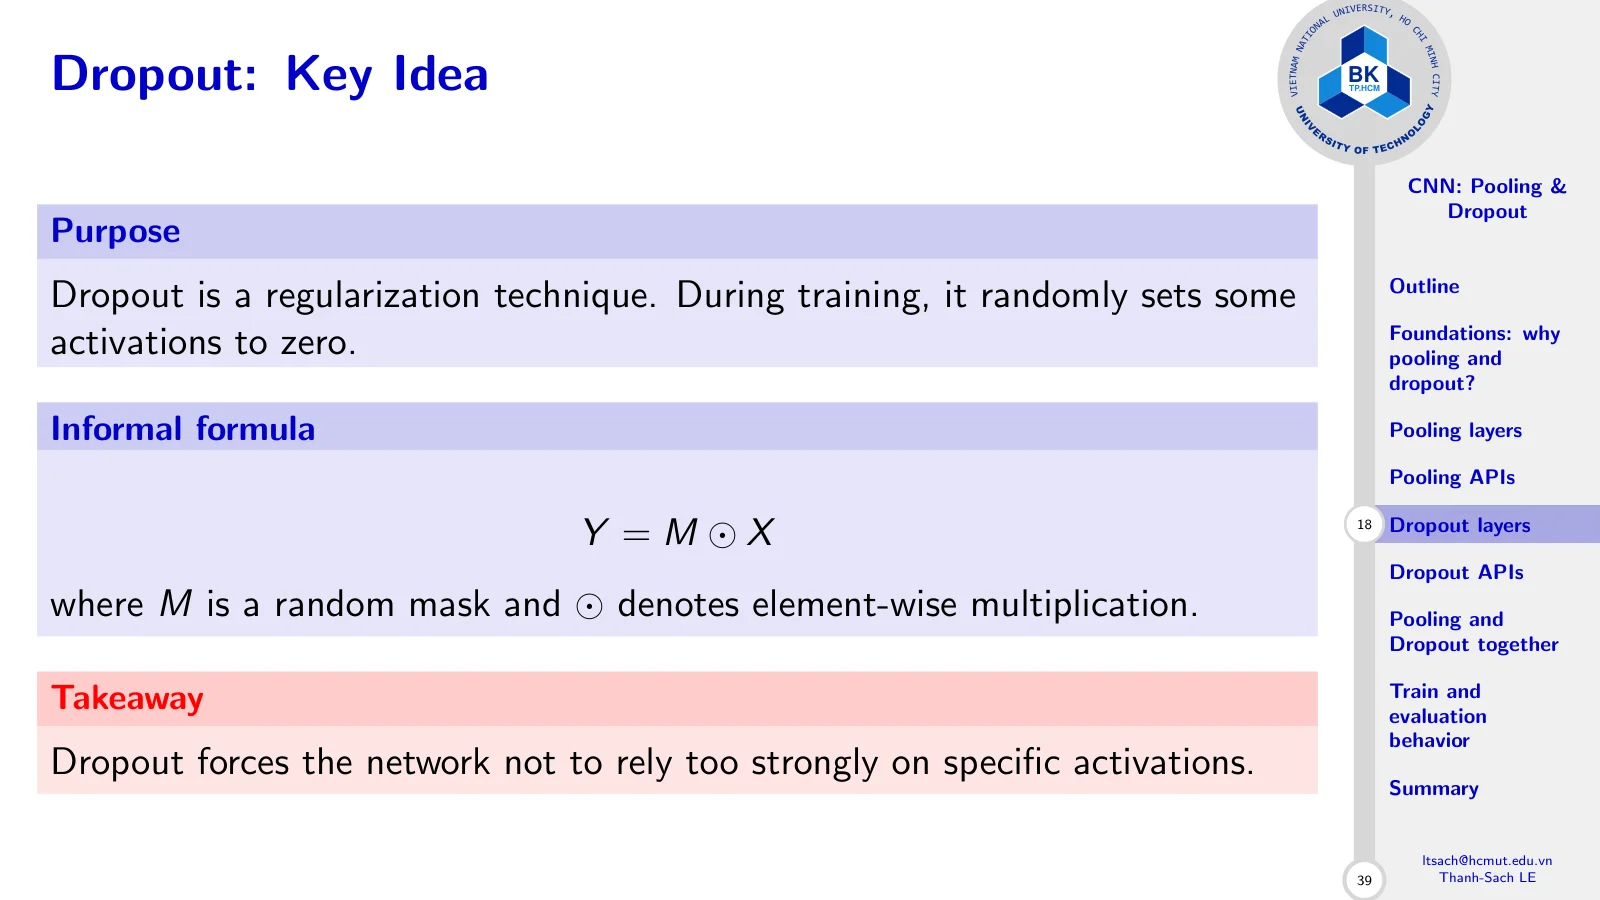 Dropout: Key Idea
Purpose
Dropout is a regularization technique. During training, it randomly sets some
activations to zero.
Informal formula
Y = M ⊙ X
where M is a random mask and ⊙ denotes element-wise multiplication.
Takeaway
Dropout forces the network not to rely too strongly on specific activations.
VIETNAM NATIONAL UNIVERSITY, HO CHI MINH CITY
BK
TP.HCM
UNIVERSITY OF TECHNOLOGY
CNN: Pooling &
Dropout
Outline
Foundations: why
pooling and
dropout?
Pooling layers
Pooling APIs
18
Dropout layers
Dropout APIs
Pooling and
Dropout together
Train and
evaluation
behavior
Summary
ltsach@hcmut.edu.vn
Thanh-Sach LE
39